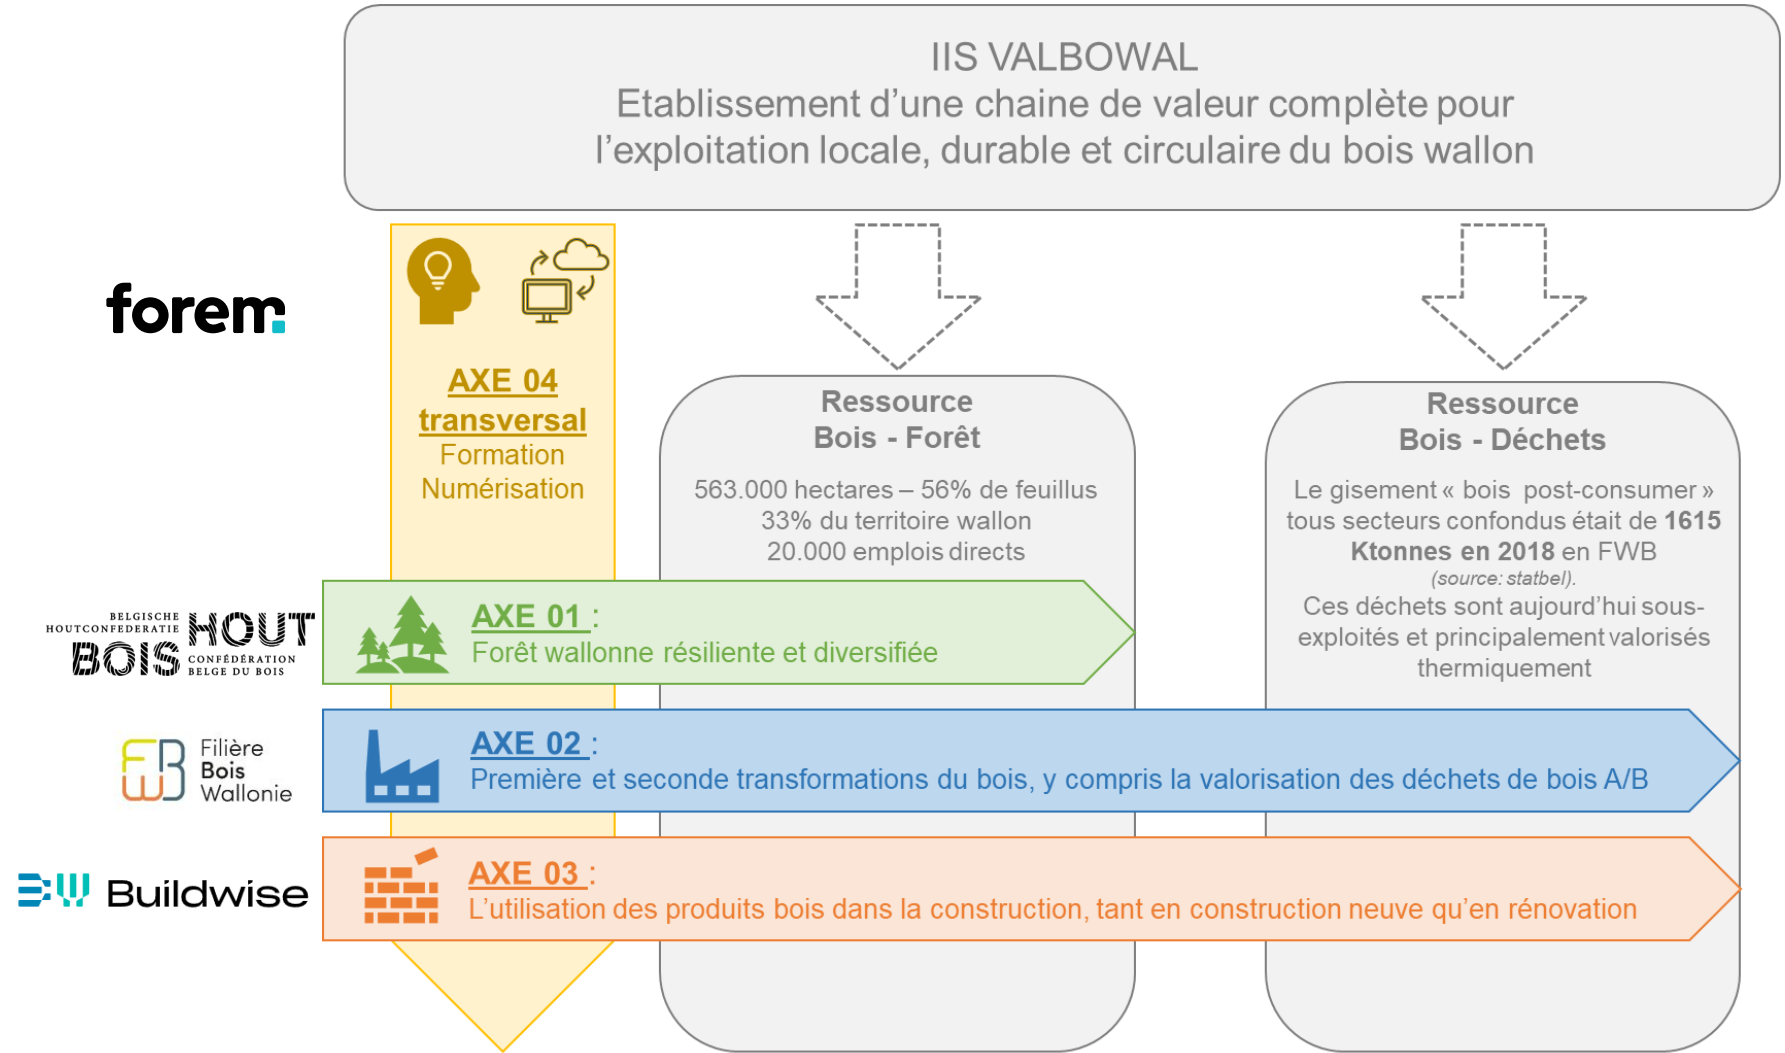 IIS VALBOWAL
Etablissement d’une chaine de valeur complète pour
l’exploitation locale, durable et circulaire du bois wallon
forem
AXE 04
transversal
Formation
Numérisation
Ressource
Bois - Forêt
563.000 hectares – 56% de feuillus
33% du territoire wallon
20.000 emplois directs
Ressource
Bois - Déchets
Le gisement « bois post-consumer »
tous secteurs confondus était de 1615
Ktonnes en 2018 en FWB
(source: statbel).
Ces déchets sont aujourd’hui sous-
exploités et principalement valorisés
thermiquement
BELGISCHE
HOUTCONFEDERATIE
HOUT
BOIS
CONFÉDÉRATION
BELGE DU BOIS
AXE 01 :
Forêt wallonne résiliente et diversifiée
FBW
Filière
Bois
Wallonie
AXE 02 :
Première et seconde transformations du bois, y compris la valorisation des déchets de bois A/B
BW Buildwise
AXE 03 :
L’utilisation des produits bois dans la construction, tant en construction neuve qu’en rénovation